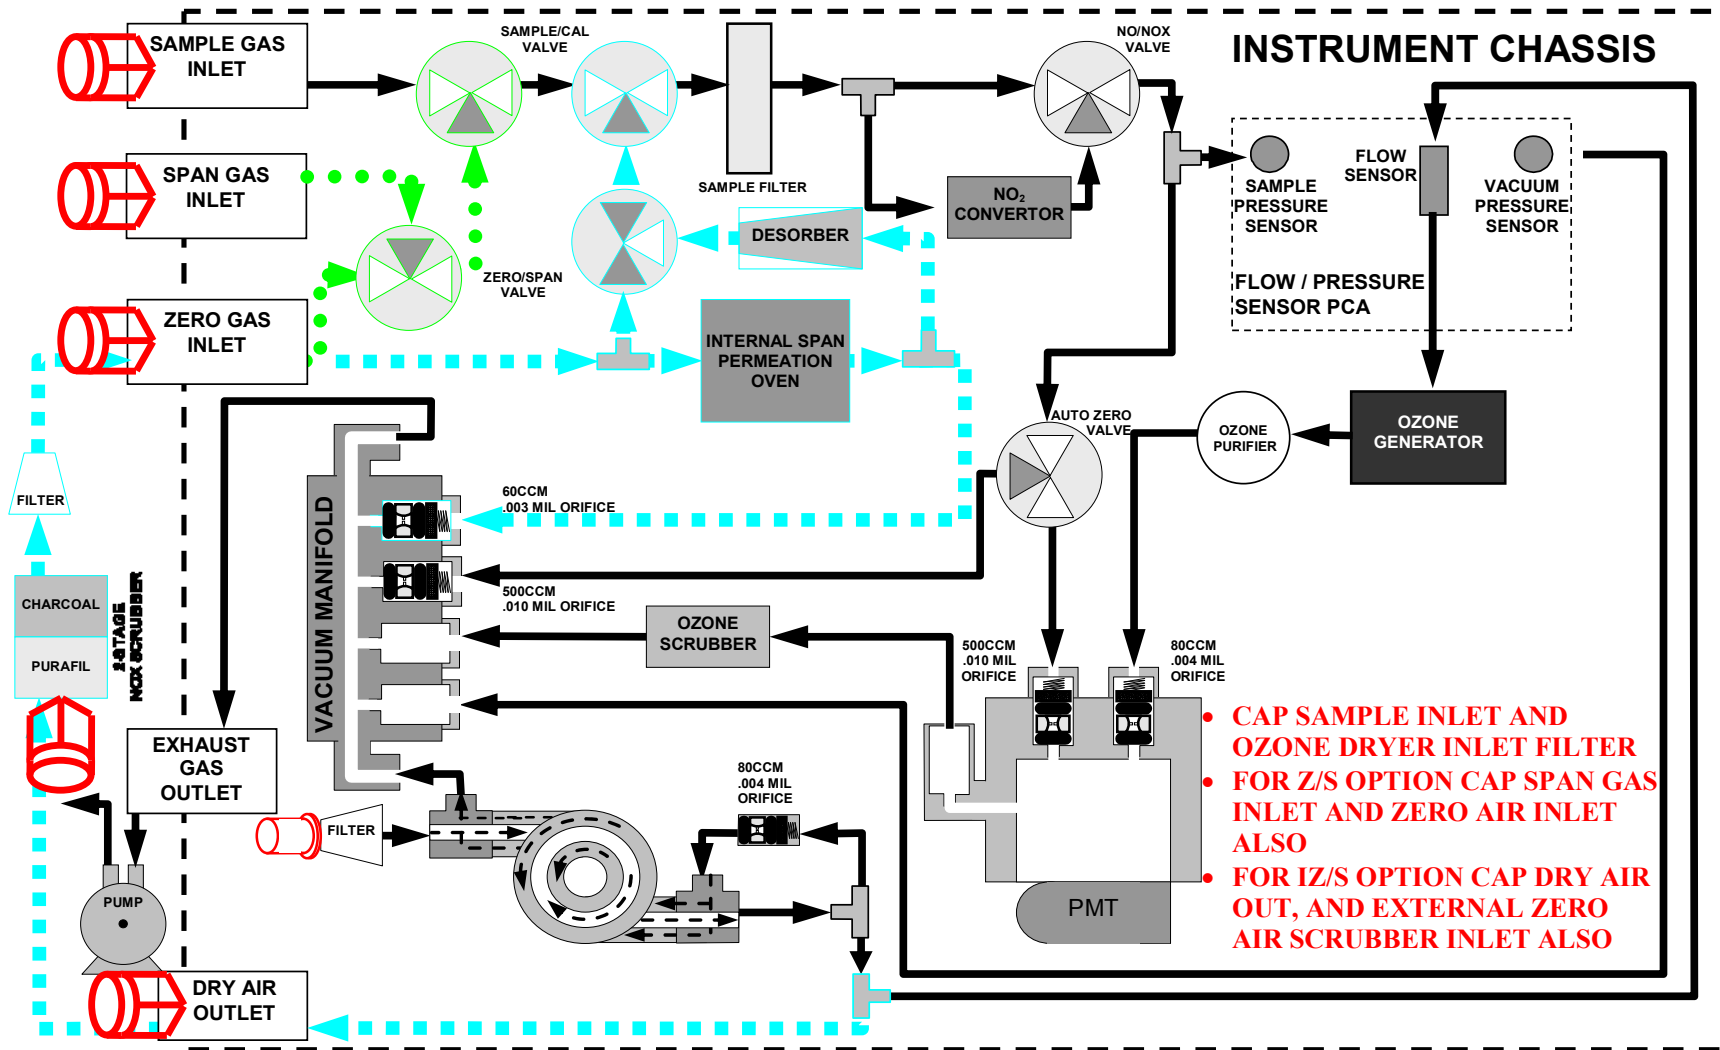 SAMPLE GAS
INLET
SAMPLE/CAL
VALVE
NO/NOX
VALVE
INSTRUMENT CHASSIS
SPAN GAS
INLET
SAMPLE FILTER
NO₂
CONVERTOR
SAMPLE
PRESSURE
SENSOR
FLOW
SENSOR
VACUUM
PRESSURE
SENSOR
DESORBER
ZERO/SPAN
VALVE
FLOW / PRESSURE
SENSOR PCA
ZERO GAS
INLET
INTERNAL SPAN
PERMEATION
OVEN
AUTO ZERO
VALVE
OZONE
PURIFIER
OZONE
GENERATOR
FILTER
60CCM
.003 MIL ORIFICE
VACUUM MANIFOLD
500CCM
.010 MIL ORIFICE
CHARCOAL
PURAFIL
2-STAGE
NOX SCRUBBER
OZONE
SCRUBBER
500CCM
.010 MIL
ORIFICE
80CCM
.004 MIL
ORIFICE
EXHAUST
GAS
OUTLET
80CCM
.004 MIL
ORIFICE
FILTER
PUMP
PMT
• CAP SAMPLE INLET AND
OZONE DRYER INLET FILTER
• FOR Z/S OPTION CAP SPAN GAS
INLET AND ZERO AIR INLET
ALSO
• FOR IZ/S OPTION CAP DRY AIR
OUT, AND EXTERNAL ZERO
AIR SCRUBBER INLET ALSO
DRY AIR
OUTLET